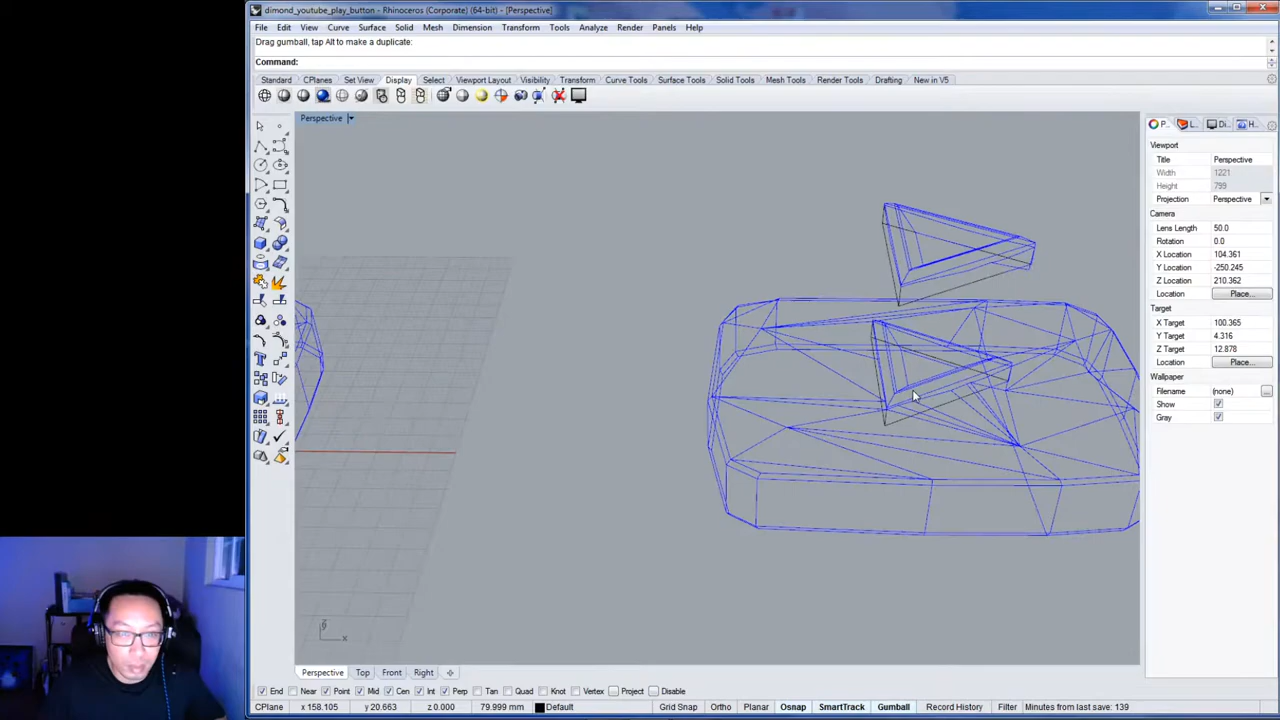 dimond_youtube_play_button - Rhinoceros (Corporate) (64-bit) - [Perspective]
File Edit View Curve Surface Solid Mesh Dimension Transform Tools Analyze Render Panels Help
Drag gumball, tap Alt to make a duplicate:
Command:
Standard CPlanes Set View Display Select Viewport Layout Visibility Transform Curve Tools Surface Tools Solid Tools Mesh Tools Render Tools Drafting New in V5
Perspective
P... L... Di... H...
Viewport
Title Perspective
Width 1221
Height 799
Projection Perspective
Camera
Lens Length 50.0
Rotation 0.0
X Location 104.361
Y Location -250.245
Z Location 210.362
Location Place...
Target
X Target 100.365
Y Target 4.316
Z Target 12.878
Location Place...
Wallpaper
Filename (none) ...
Show
Gray
z x
Perspective Top Front Right
End Near Point Mid Cen Int Perp Tan Quad Knot Vertex Project Disable
CPlane x 158.105 y 20.663 z 0.000 79.999 mm Default Grid Snap Ortho Planar Osnap SmartTrack Gumball Record History Filter Minutes from last save: 139